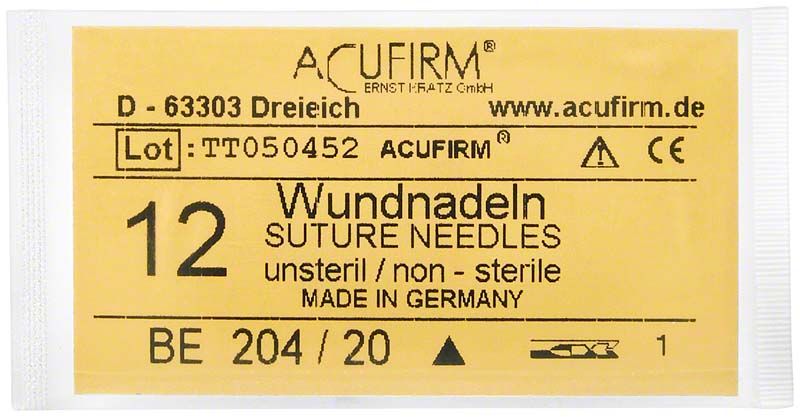 ACUFIRM®
ERNST KRATZ GmbH
D - 63303 Dreieich www.acufirm.de
Lot : TT050452 ACUFIRM® CE
12 Wundnadeln
SUTURE NEEDLES
unsteril / non - sterile
MADE IN GERMANY
BE 204 / 20 1